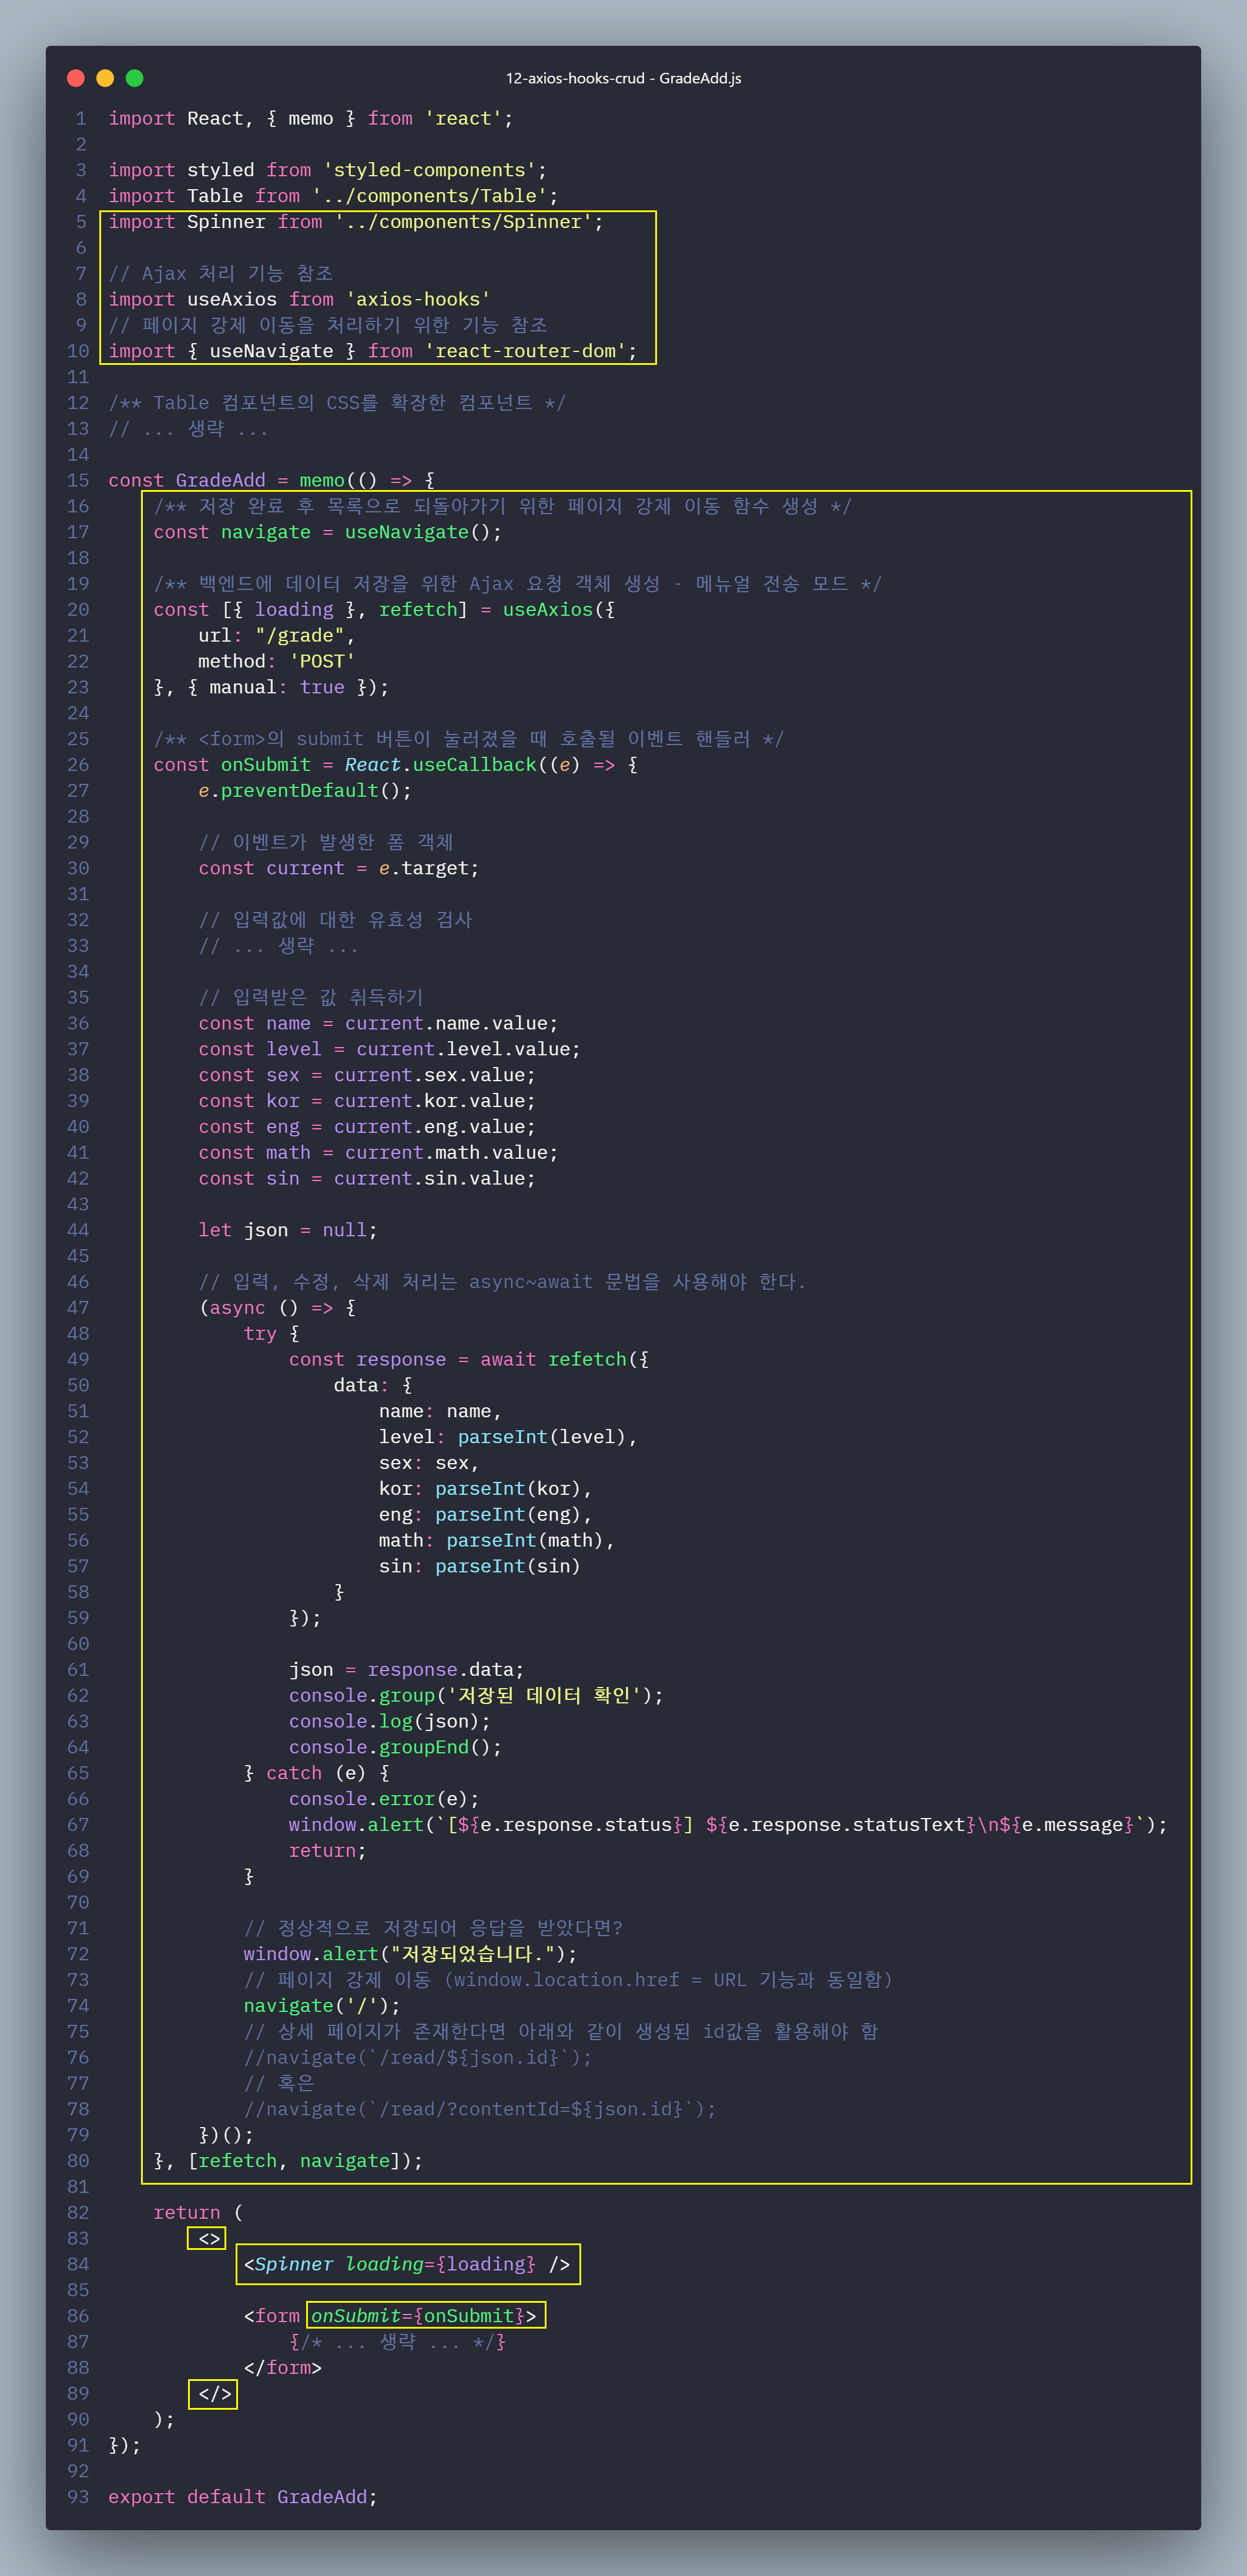 12-axios-hooks-crud - GradeAdd.js
1 import React, { memo } from 'react';
2
3 import styled from 'styled-components';
4 import Table from '../components/Table';
5 import Spinner from '../components/Spinner';
6
7 // Ajax 처리 기능 참조
8 import useAxios from 'axios-hooks'
9 // 페이지 강제 이동을 처리하기 위한 기능 참조
10 import { useNavigate } from 'react-router-dom';
11
12 /** Table 컴포넌트의 CSS를 확장한 컴포넌트 */
13 // ... 생략 ...
14
15 const GradeAdd = memo(() => {
16     /** 저장 완료 후 목록으로 되돌아가기 위한 페이지 강제 이동 함수 생성 */
17     const navigate = useNavigate();
18
19     /** 백엔드에 데이터 저장을 위한 Ajax 요청 객체 생성 - 메뉴얼 전송 모드 */
20     const [{ loading }, refetch] = useAxios({
21         url: "/grade",
22         method: 'POST'
23     }, { manual: true });
24
25     /** <form>의 submit 버튼이 눌러졌을 때 호출될 이벤트 핸들러 */
26     const onSubmit = React.useCallback((e) => {
27         e.preventDefault();
28
29         // 이벤트가 발생한 폼 객체
30         const current = e.target;
31
32         // 입력값에 대한 유효성 검사
33         // ... 생략 ...
34
35         // 입력받은 값 취득하기
36         const name = current.name.value;
37         const level = current.level.value;
38         const sex = current.sex.value;
39         const kor = current.kor.value;
40         const eng = current.eng.value;
41         const math = current.math.value;
42         const sin = current.sin.value;
43
44         let json = null;
45
46         // 입력, 수정, 삭제 처리는 async~await 문법을 사용해야 한다.
47         (async () => {
48             try {
49                 const response = await refetch({
50                     data: {
51                         name: name,
52                         level: parseInt(level),
53                         sex: sex,
54                         kor: parseInt(kor),
55                         eng: parseInt(eng),
56                         math: parseInt(math),
57                         sin: parseInt(sin)
58                     }
59                 });
60
61                 json = response.data;
62                 console.group('저장된 데이터 확인');
63                 console.log(json);
64                 console.groupEnd();
65             } catch (e) {
66                 console.error(e);
67                 window.alert(`[${e.response.status}] ${e.response.statusText}\n${e.message}`);
68                 return;
69             }
70
71             // 정상적으로 저장되어 응답을 받았다면?
72             window.alert("저장되었습니다.");
73             // 페이지 강제 이동 (window.location.href = URL 기능과 동일함)
74             navigate('/');
75             // 상세 페이지가 존재한다면 아래와 같이 생성된 id값을 활용해야 함
76             //navigate(`/read/${json.id}`);
77             // 혹은
78             //navigate(`/read/?contentId=${json.id}`);
79         })();
80     }, [refetch, navigate]);
81
82     return (
83         <>
84             <Spinner loading={loading} />
85
86             <form onSubmit={onSubmit}>
87                 {/* ... 생략 ... */}
88             </form>
89         </>
90     );
91 });
92
93 export default GradeAdd;